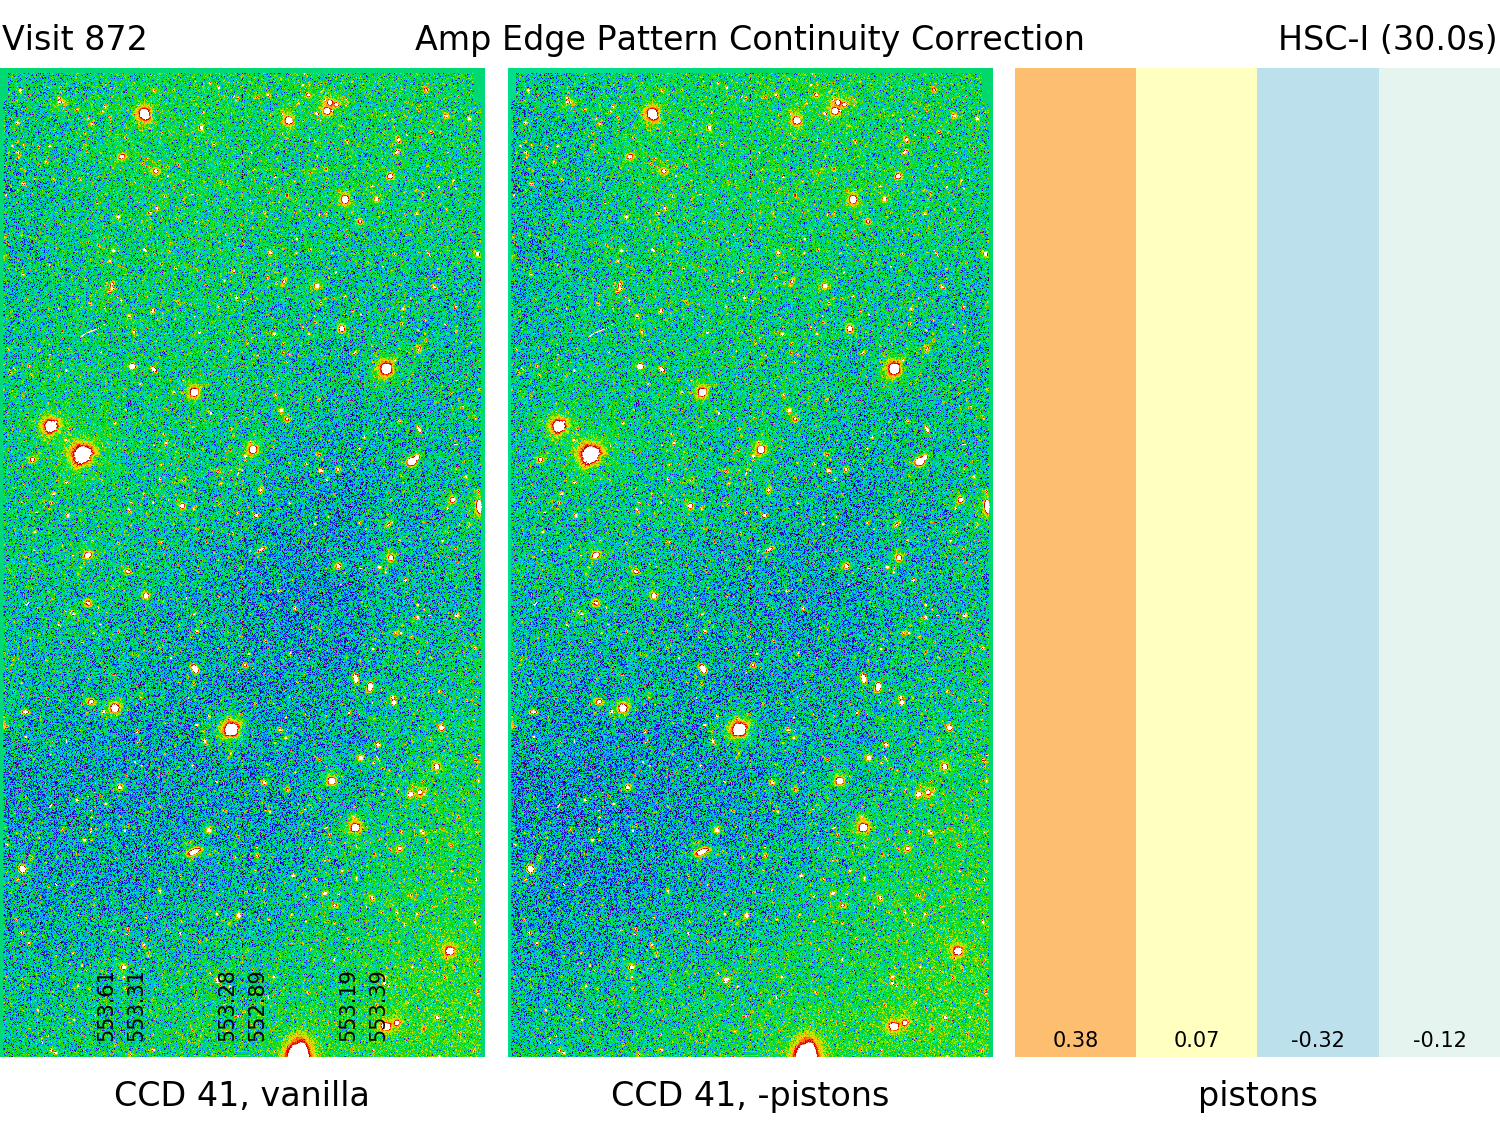 Visit 872 Amp Edge Pattern Continuity Correction HSC-I (30.0s)
553.61 553.31 553.28 552.89 553.19 553.39
0.38 0.07 -0.32 -0.12
CCD 41, vanilla CCD 41, -pistons pistons